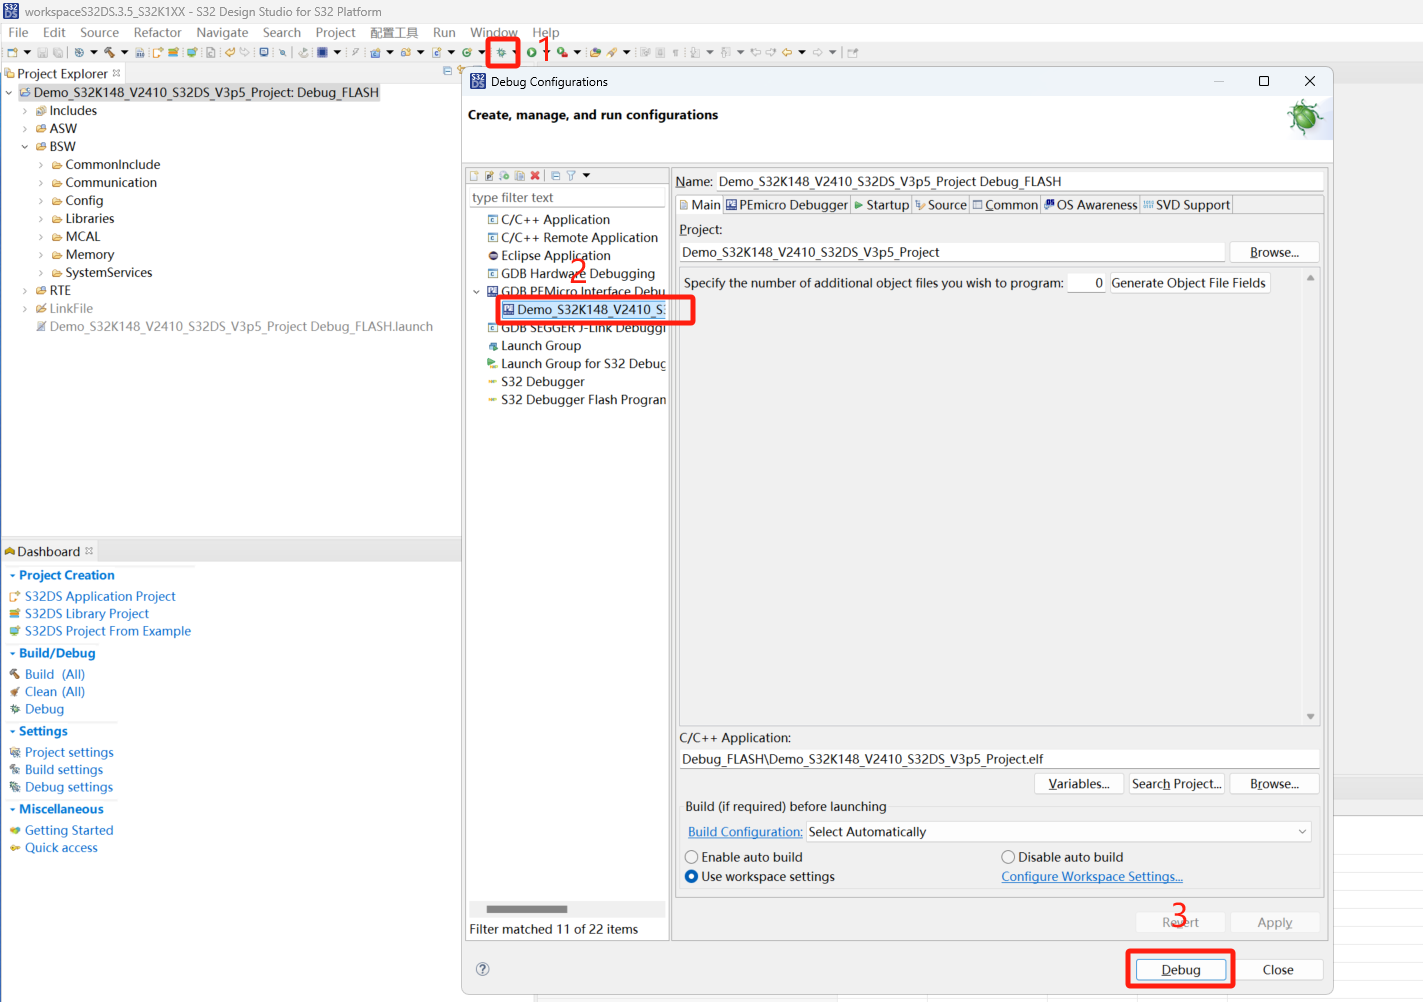 workspaceS32DS.3.5_S32K1XX - S32 Design Studio for S32 Platform
File Edit Source Refactor Navigate Search Project 配置工具 Run Window Help
1
Project Explorer
Demo_S32K148_V2410_S32DS_V3p5_Project: Debug_FLASH
Includes
ASW
BSW
CommonInclude
Communication
Config
Libraries
MCAL
Memory
SystemServices
RTE
LinkFile
Demo_S32K148_V2410_S32DS_V3p5_Project Debug_FLASH.launch
Dashboard
Project Creation
S32DS Application Project
S32DS Library Project
S32DS Project From Example
Build/Debug
Build (All)
Clean (All)
Debug
Settings
Project settings
Build settings
Debug settings
Miscellaneous
Getting Started
Quick access
Debug Configurations
Create, manage, and run configurations
type filter text
C/C++ Application
C/C++ Remote Application
Eclipse Application
2
GDB Hardware Debugging
GDB PEMicro Interface Debu
Demo_S32K148_V2410_S3
GDB SEGGER J-Link Debuggi
Launch Group
Launch Group for S32 Debug
S32 Debugger
S32 Debugger Flash Program
Filter matched 11 of 22 items
Name: Demo_S32K148_V2410_S32DS_V3p5_Project Debug_FLASH
Main PEmicro Debugger Startup Source Common OS Awareness SVD Support
Project:
Demo_S32K148_V2410_S32DS_V3p5_Project Browse...
Specify the number of additional object files you wish to program: 0 Generate Object File Fields
C/C++ Application:
Debug_FLASH\Demo_S32K148_V2410_S32DS_V3p5_Project.elf
Variables... Search Project... Browse...
Build (if required) before launching
Build Configuration: Select Automatically
Enable auto build Disable auto build
Use workspace settings Configure Workspace Settings...
3
Revert Apply
Debug Close